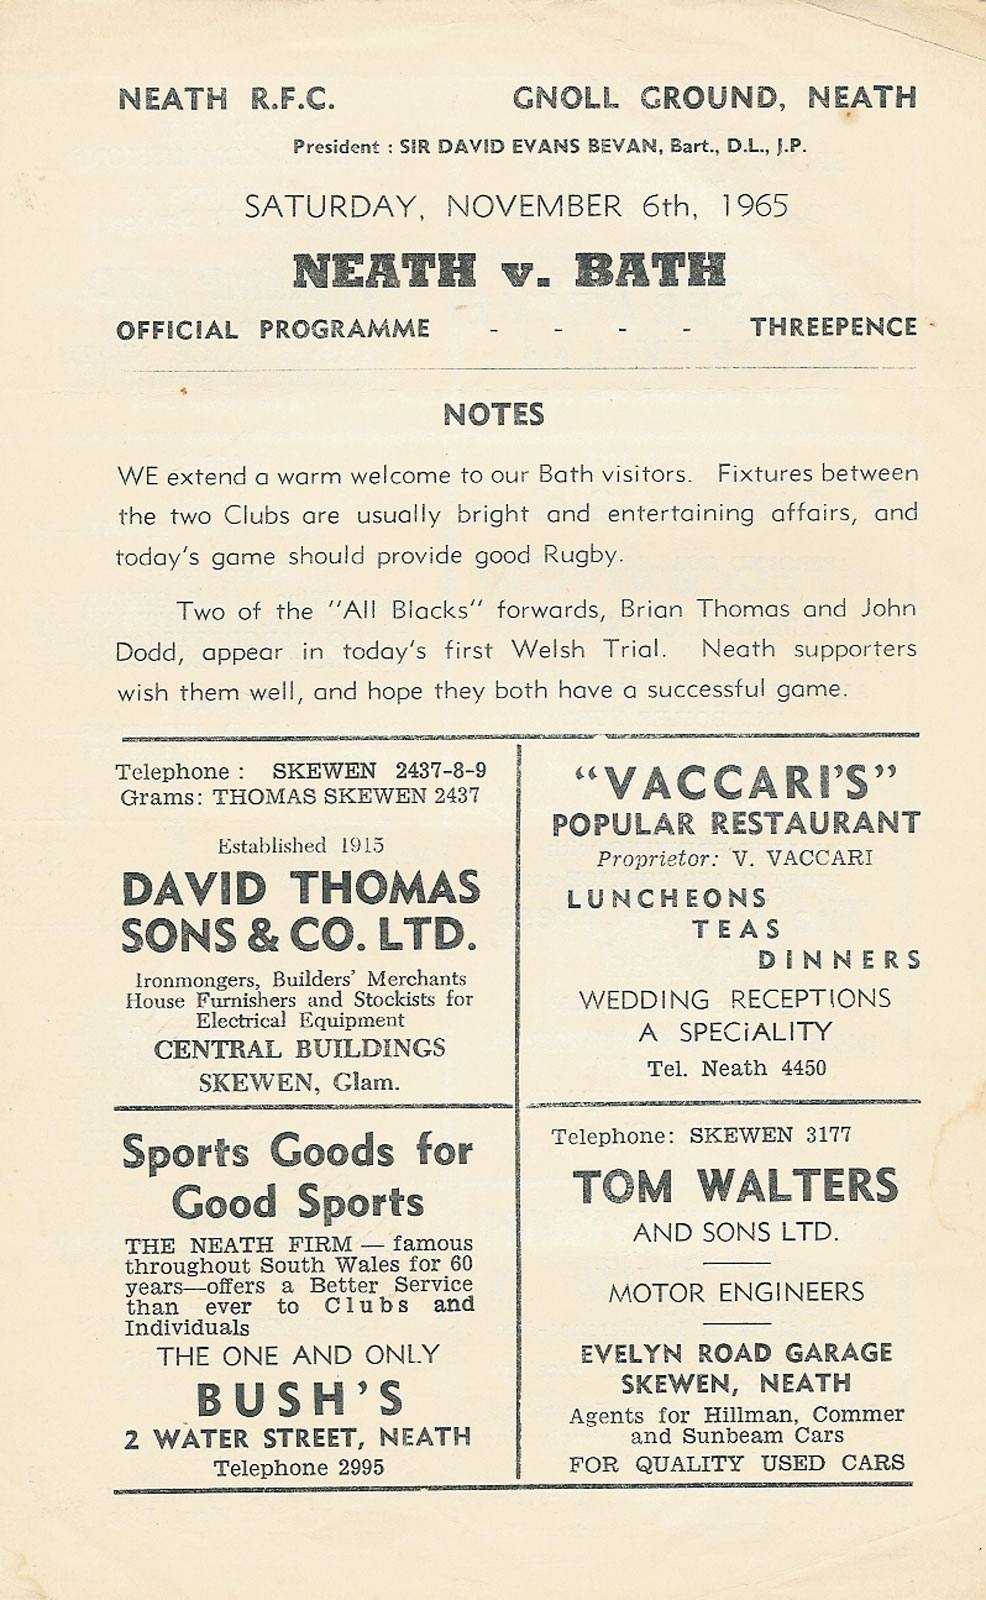 NEATH R.F.C. GNOLL GROUND, NEATH
President : SIR DAVID EVANS BEVAN, Bart., D.L., J.P.
SATURDAY, NOVEMBER 6th, 1965
NEATH v. BATH
OFFICIAL PROGRAMME - - - - THREEPENCE
NOTES
WE extend a warm welcome to our Bath visitors. Fixtures between
the two Clubs are usually bright and entertaining affairs, and
today's game should provide good Rugby.
Two of the "All Blacks" forwards, Brian Thomas and John
Dodd, appear in today's first Welsh Trial. Neath supporters
wish them well, and hope they both have a successful game.
Telephone : SKEWEN 2437-8-9
Grams: THOMAS SKEWEN 2437
Established 1915
DAVID THOMAS
SONS & CO. LTD.
Ironmongers, Builders' Merchants
House Furnishers and Stockists for
Electrical Equipment
CENTRAL BUILDINGS
SKEWEN, Glam.
"VACCARI'S"
POPULAR RESTAURANT
Proprietor: V. VACCARI
LUNCHEONS
TEAS
DINNERS
WEDDING RECEPTIONS
A SPECiALITY
Tel. Neath 4450
Sports Goods for
Good Sports
THE NEATH FIRM — famous
throughout South Wales for 60
years—offers a Better Service
than ever to Clubs and
Individuals
THE ONE AND ONLY
BUSH'S
2 WATER STREET, NEATH
Telephone 2995
Telephone: SKEWEN 3177
TOM WALTERS
AND SONS LTD.
MOTOR ENGINEERS
EVELYN ROAD GARAGE
SKEWEN, NEATH
Agents for Hillman, Commer
and Sunbeam Cars
FOR QUALITY USED CARS